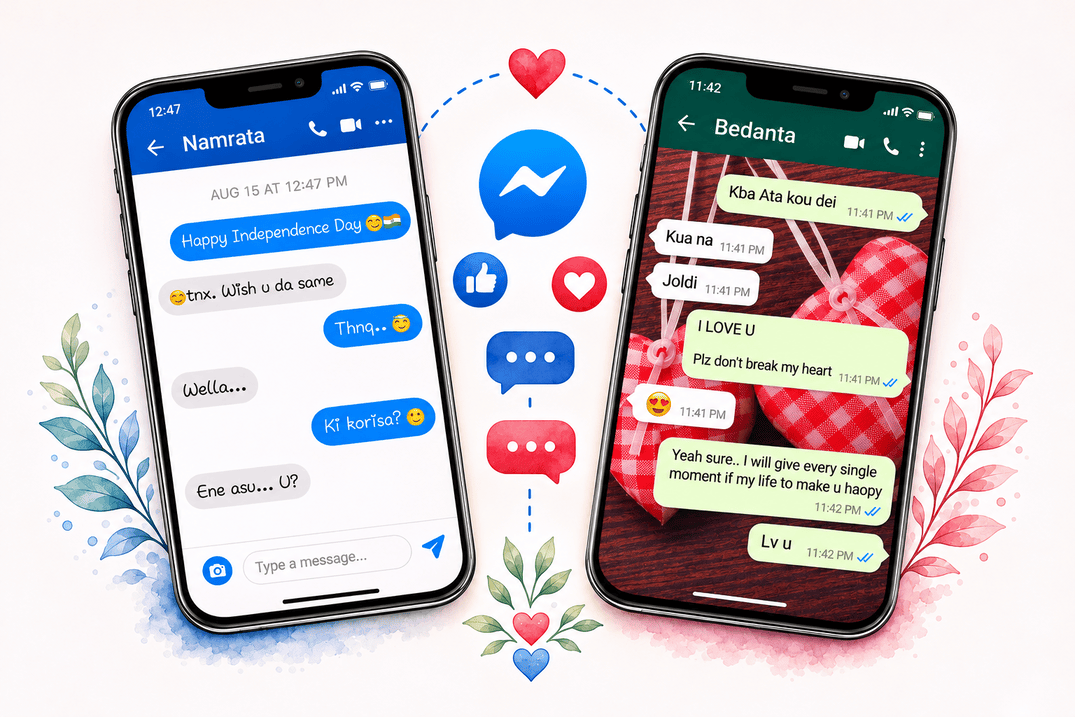 12:47
Namrata
AUG 15 AT 12:47 PM
Happy Independence Day 😊🇮🇳
😊tnx. Wish u da same
Thnq.. 😇
Wella...
Ki korisa? 🙂
Ene asu... U?
Type a message...
11:42
Bedanta
Kba Ata kou dei 11:41 PM
Kua na 11:41 PM
Joldi 11:41 PM
I LOVE U
Plz don't break my heart 11:41 PM
😍 11:41 PM
Yeah sure.. I will give every single
moment if my life to make u haopy
11:42 PM
Lv u 11:42 PM